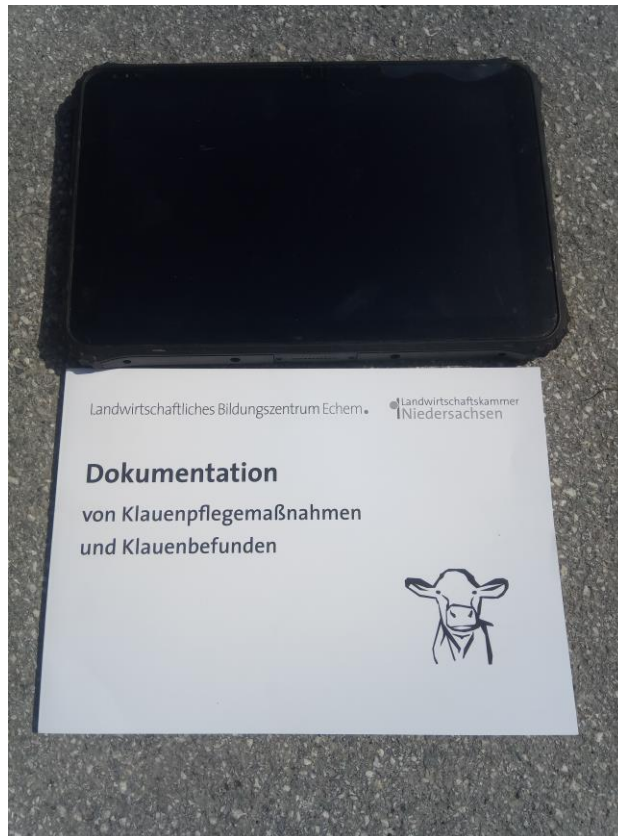 Landwirtschaftliches Bildungszentrum Echem.
Landwirtschaftskammer
Niedersachsen
Dokumentation
von Klauenpflegemaßnahmen
und Klauenbefunden